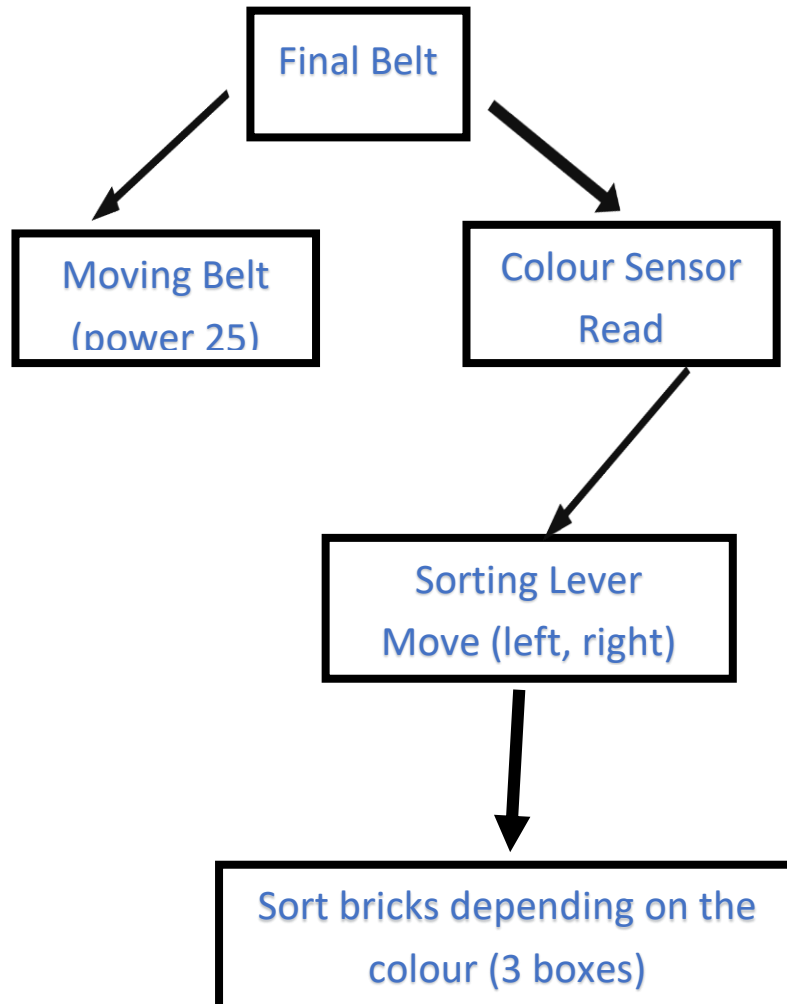 Final Belt
Moving Belt
(power 25)
Colour Sensor
Read
Sorting Lever
Move (left, right)
Sort bricks depending on the
colour (3 boxes)